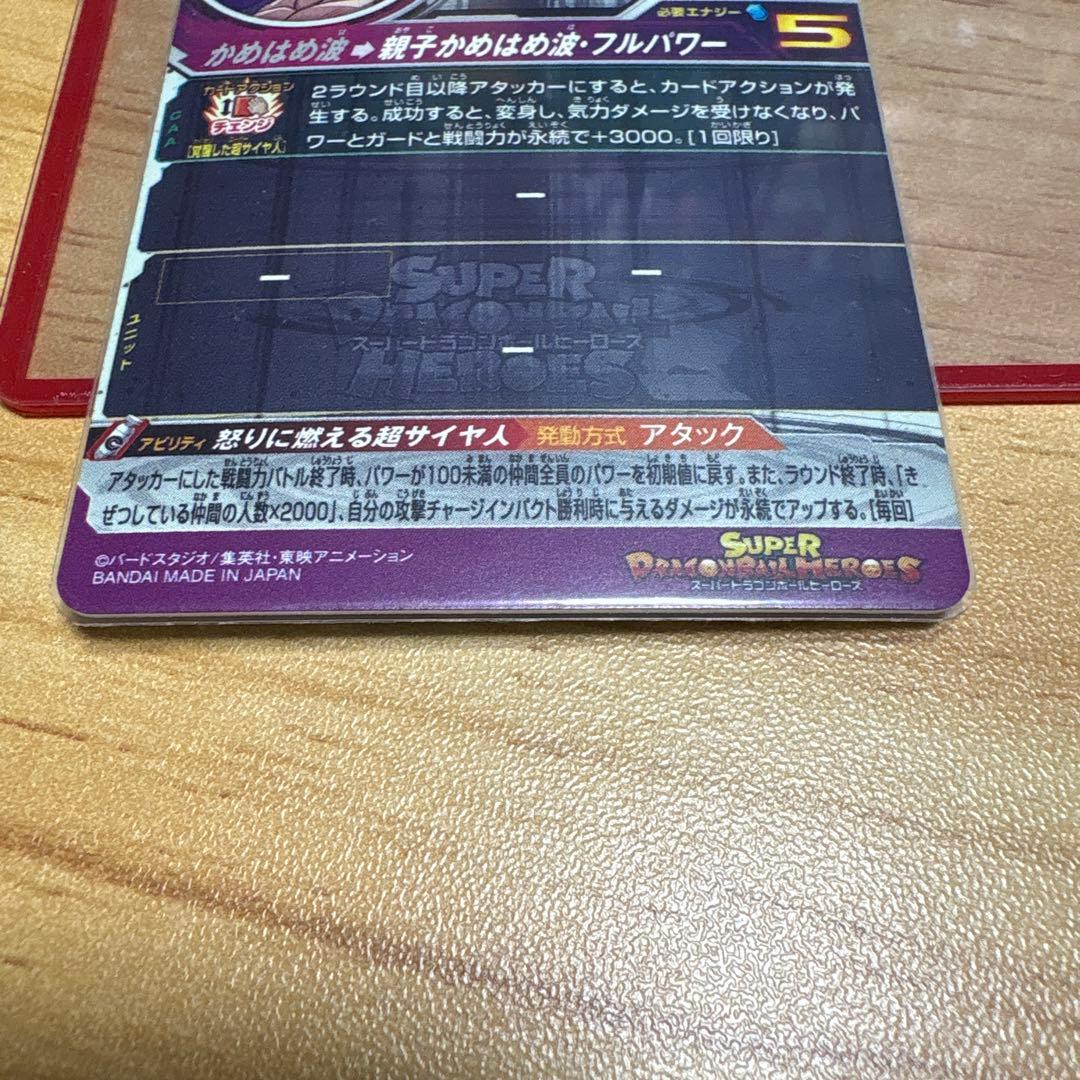 必要エナジー 5
かめはめ波➡親子かめはめ波・フルパワー
カードアクション
チェンジ
[覚醒した超サイヤ人]
CAA
2ラウンド目以降アタッカーにすると、カードアクションが発
生する。成功すると、変身し、気力ダメージを受けなくなり、パ
ワーとガードと戦闘力が永続で+3000。[1回限り]
ー
ー ー
ー
ユニット
SUPER
DRAGONBALL
スーパードラゴンボールヒーローズ
HEROES
アビリティ 怒りに燃える超サイヤ人 発動方式 アタック
アタッカーにした戦闘力バトル終了時、パワーが100未満の仲間全員のパワーを初期値に戻す。また、ラウンド終了時、「き
ぜつしている仲間の人数×2000」、自分の攻撃チャージインパクト勝利時に与えるダメージが永続でアップする。[毎回]
©バードスタジオ/集英社・東映アニメーション
BANDAI MADE IN JAPAN
SUPER
DRAGONBALL HEROES
スーパードラゴンボールヒーローズ